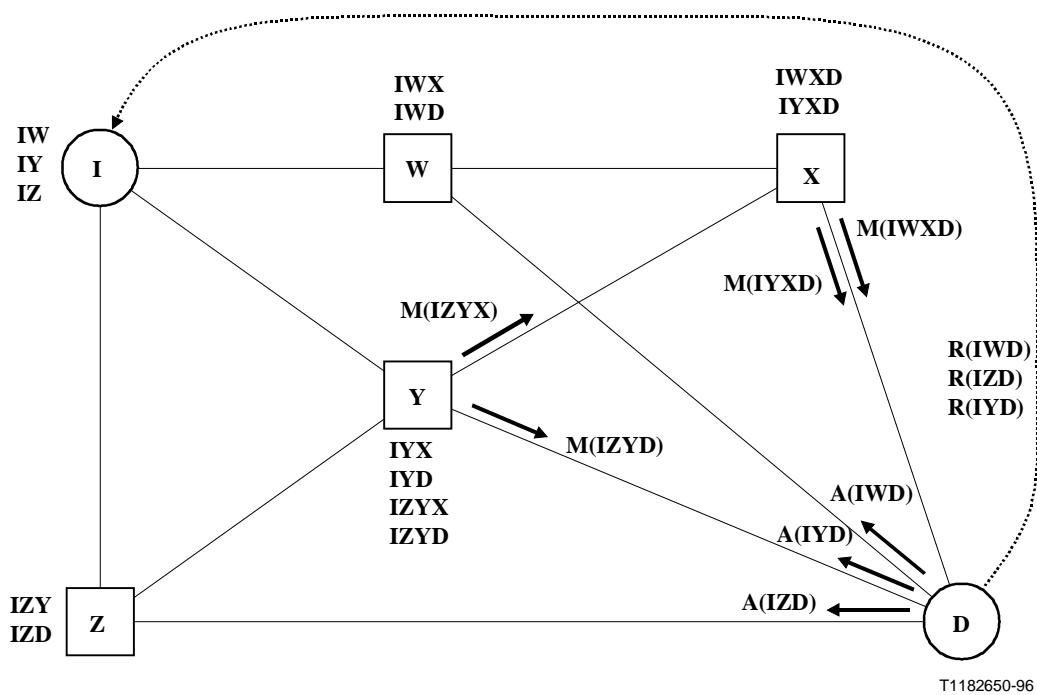 IWX
IWD
IWXD
IYXD
IW
IY
IZ
I
W
X
M(IWXD)
M(IYXD)
M(IZYX)
R(IWD)
R(IZD)
R(IYD)
Y
M(IZYD)
IYX
IYD
IZYX
IZYD
A(IWD)
A(IYD)
A(IZD)
IZY
IZD
Z
D
T1182650-96